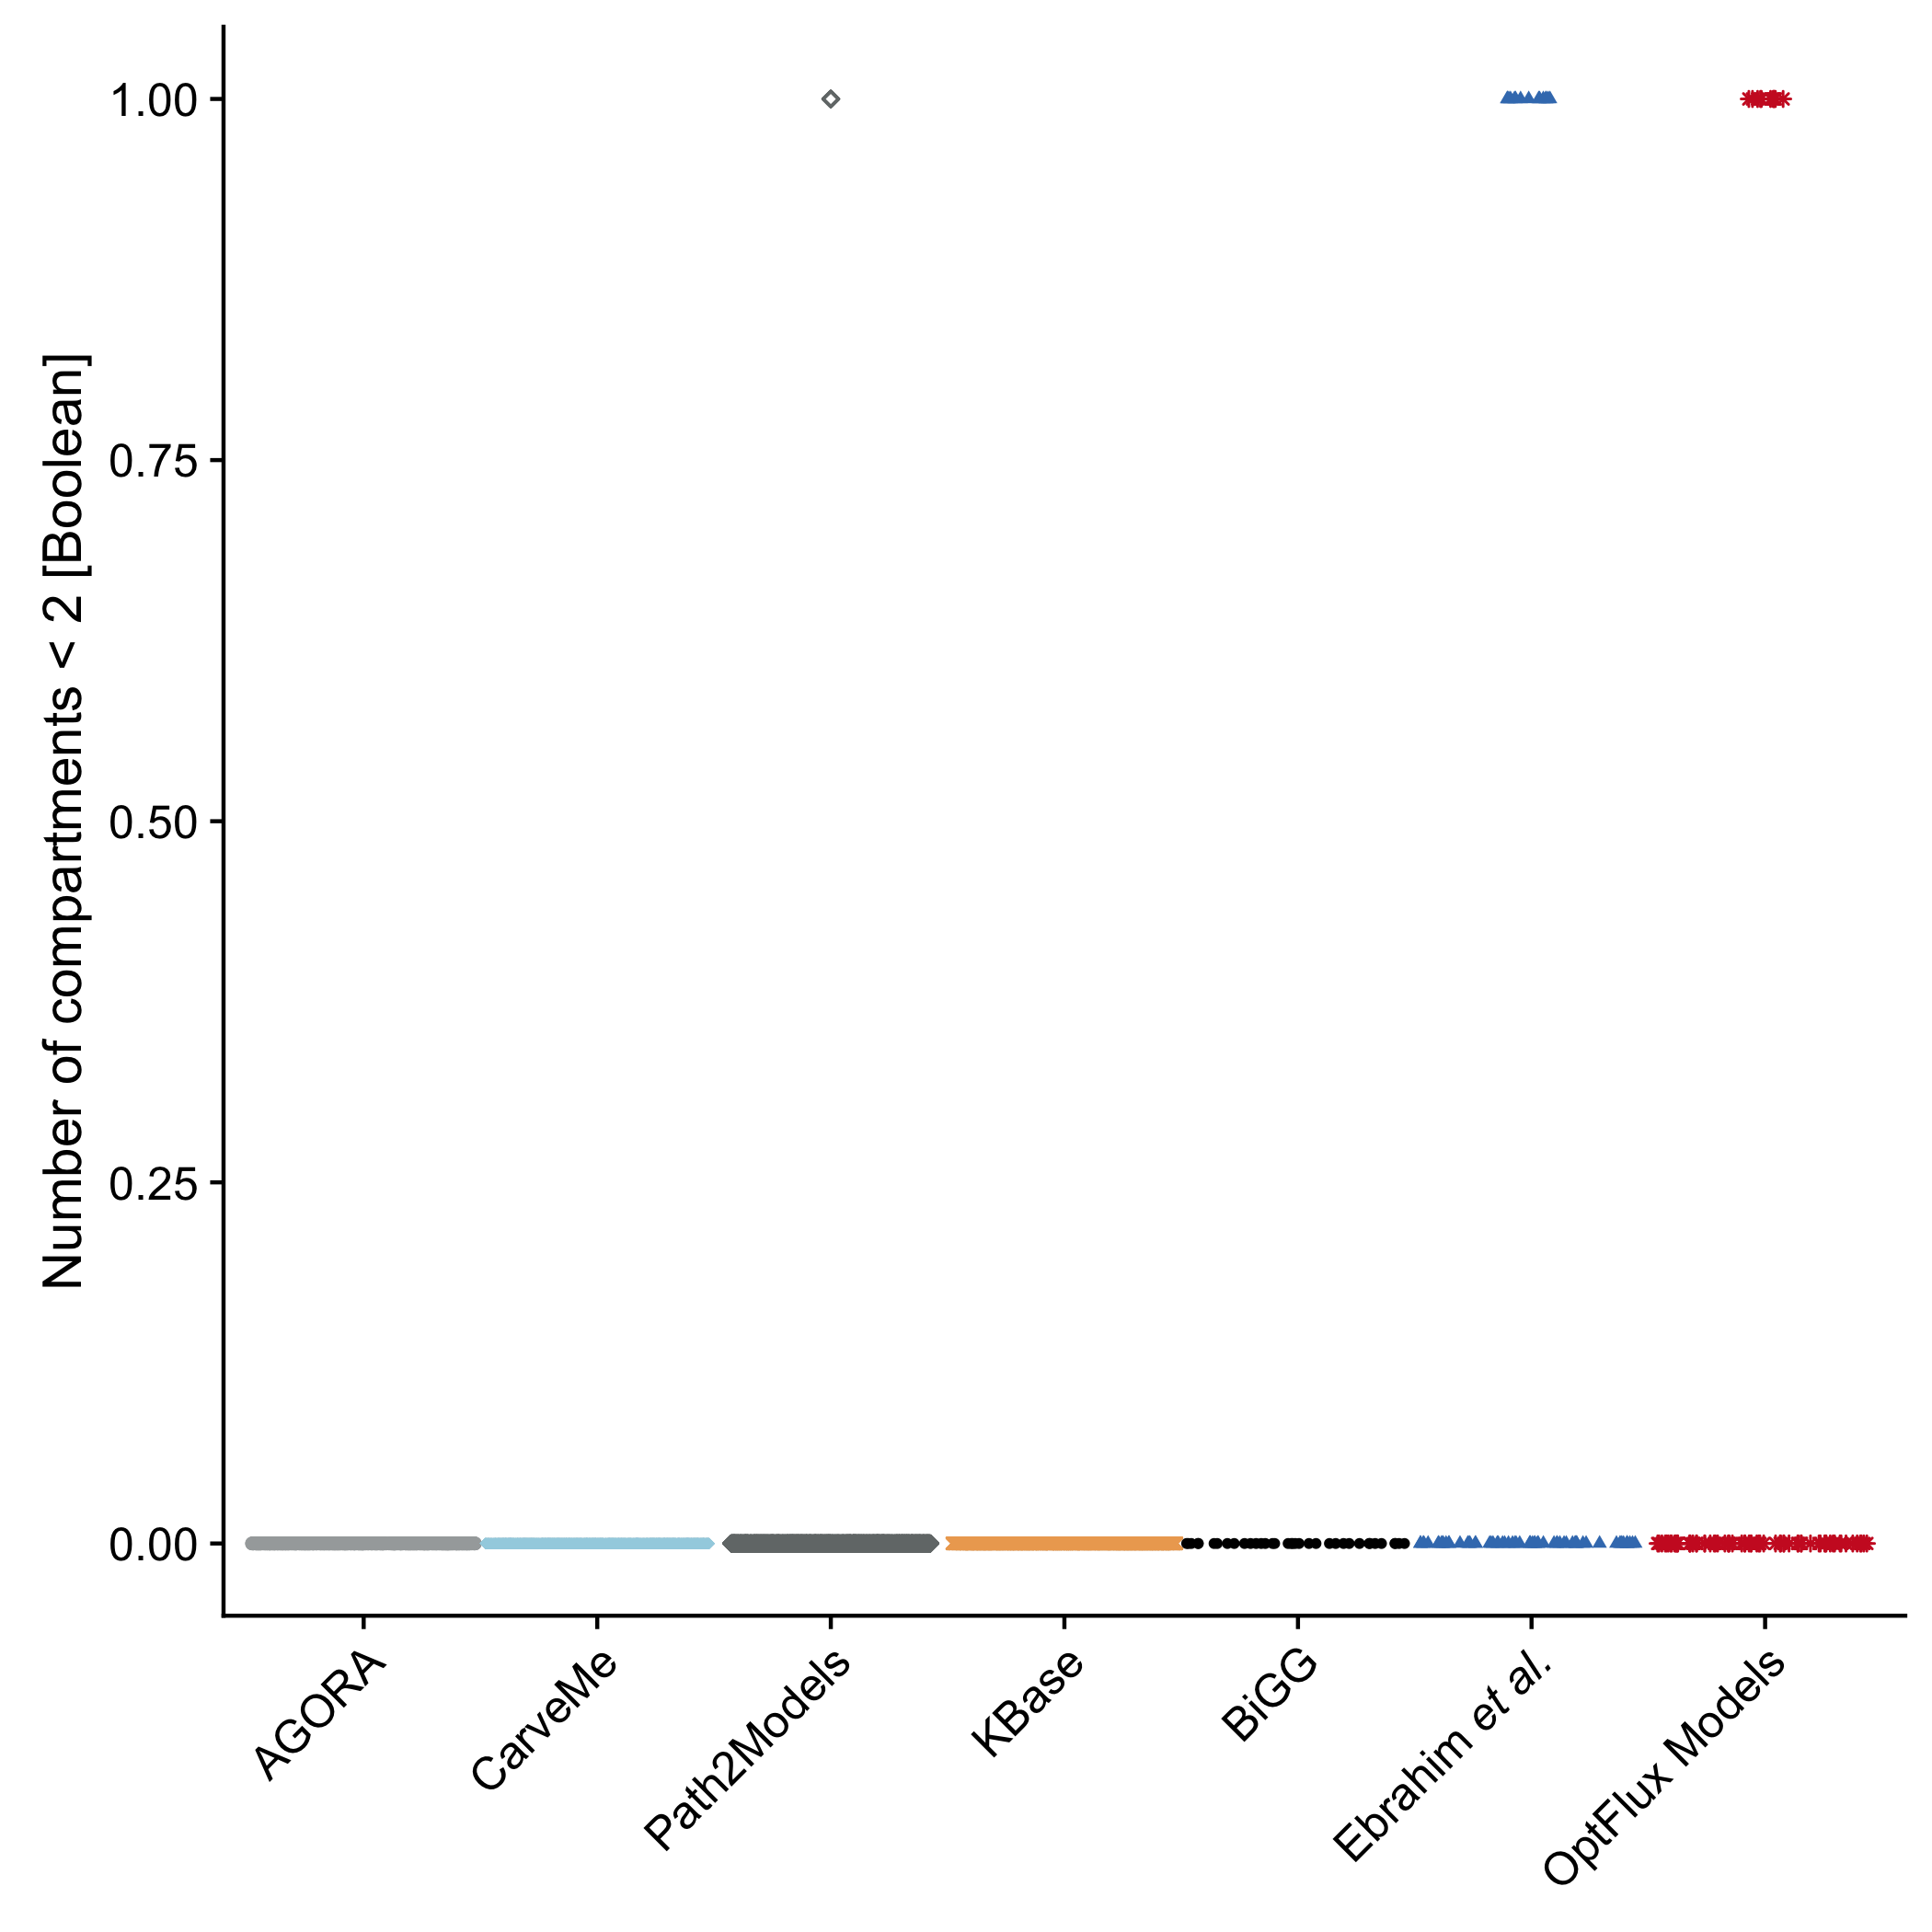 Number of compartments < 2 [Boolean]
1.00
0.75
0.50
0.25
0.00
AGORA
CarveMe
Path2Models
KBase
BiGG
Ebrahim et al.
OptFlux Models